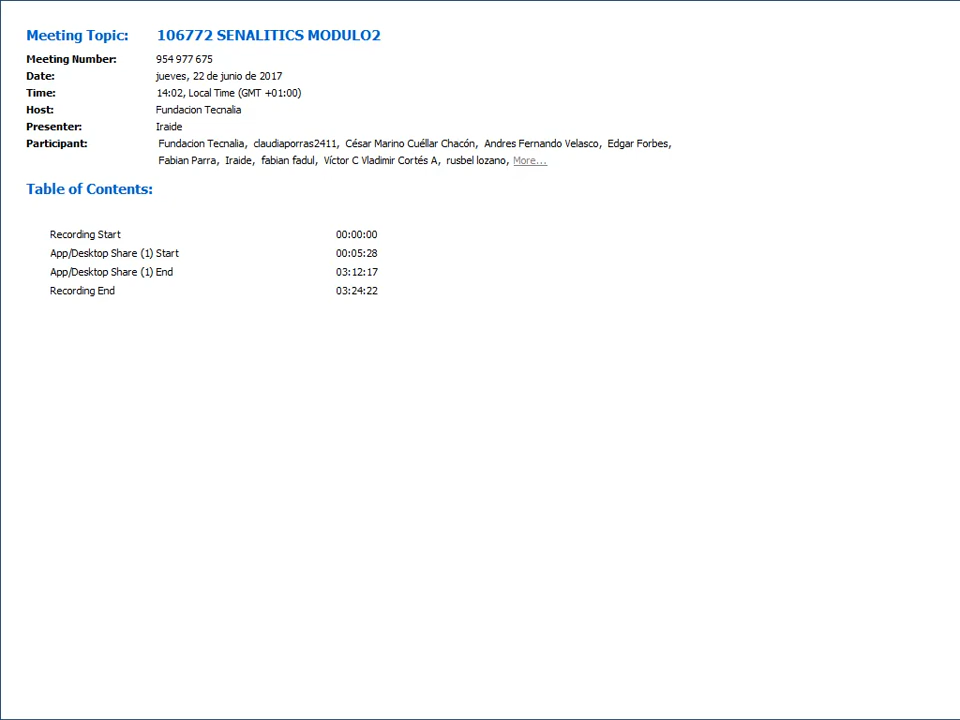 Meeting Topic: 106772 SENALITICS MODULO2
Meeting Number: 954 977 675
Date: jueves, 22 de junio de 2017
Time: 14:02, Local Time (GMT +01:00)
Host: Fundacion Tecnalia
Presenter: Iraide
Participant: Fundacion Tecnalia, claudiaporras2411, César Marino Cuéllar Chacón, Andres Fernando Velasco, Edgar Forbes,
Fabian Parra, Iraide, fabian fadul, Víctor C Vladimir Cortés A, rusbel lozano, More...
Table of Contents:
Recording Start 00:00:00
App/Desktop Share (1) Start 00:05:28
App/Desktop Share (1) End 03:12:17
Recording End 03:24:22